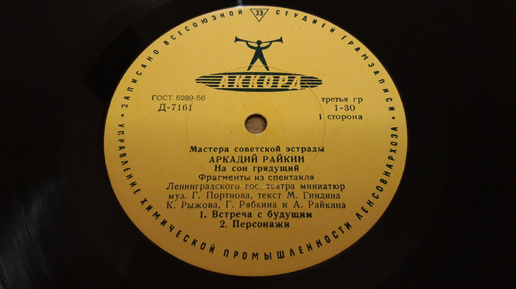 ЗАПИСАНО ВСЕСОЮЗНОЙ СТУДИЕЙ ГРАМЗАПИСИ
33
АККОРД
ГОСТ 5289-56
Д-7161
третья гр
1-30
1 сторона
Мастера советской эстрады
АРКАДИЙ РАЙКИН
На сон грядущий
Фрагменты из спектакля
Ленинградского гос. театра миниатюр
муз. Г. Портнова, текст М. Гиндина
К. Рыжова, Г. Рябкина и А. Райкина
1. Встреча с будущим
2. Персонажи
УПРАВЛЕНИЕ ХИМИЧЕСКОЙ ПРОМЫШЛЕННОСТИ ЛЕНСОВНАРХОЗА